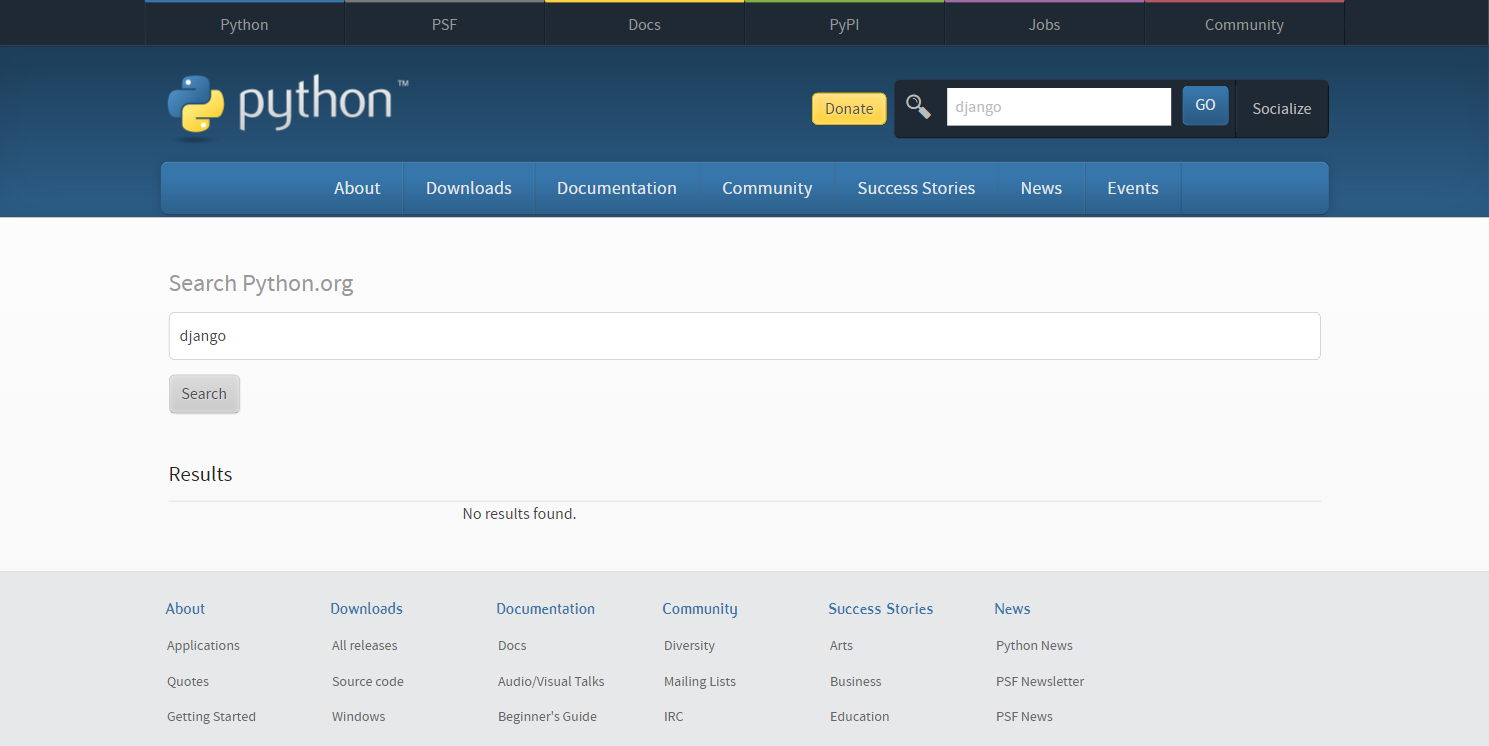 Python PSF Docs PyPI Jobs Community
python ™
Donate django GO Socialize
About Downloads Documentation Community Success Stories News Events
Search Python.org
django
Search
Results
No results found.
About Downloads Documentation Community Success Stories News
Applications All releases Docs Diversity Arts Python News
Quotes Source code Audio/Visual Talks Mailing Lists Business PSF Newsletter
Getting Started Windows Beginner's Guide IRC Education PSF News